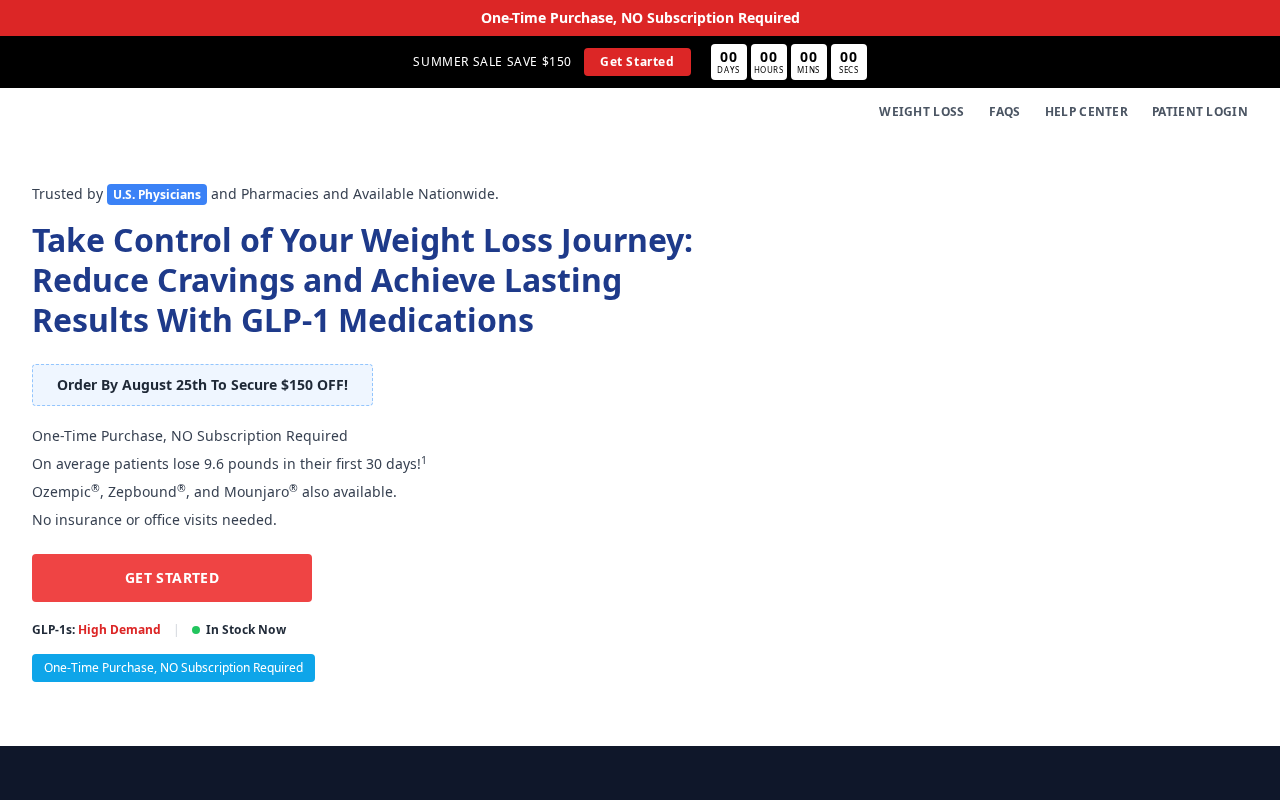 One-Time Purchase, NO Subscription Required
SUMMER SALE SAVE $150 Get Started 00 DAYS 00 HOURS 00 MINS 00 SECS
WEIGHT LOSS FAQS HELP CENTER PATIENT LOGIN
Trusted by U.S. Physicians and Pharmacies and Available Nationwide.
Take Control of Your Weight Loss Journey:
Reduce Cravings and Achieve Lasting
Results With GLP-1 Medications
Order By August 25th To Secure $150 OFF!
One-Time Purchase, NO Subscription Required
On average patients lose 9.6 pounds in their first 30 days!1
Ozempic®, Zepbound®, and Mounjaro® also available.
No insurance or office visits needed.
GET STARTED
GLP-1s: High Demand | In Stock Now
One-Time Purchase, NO Subscription Required